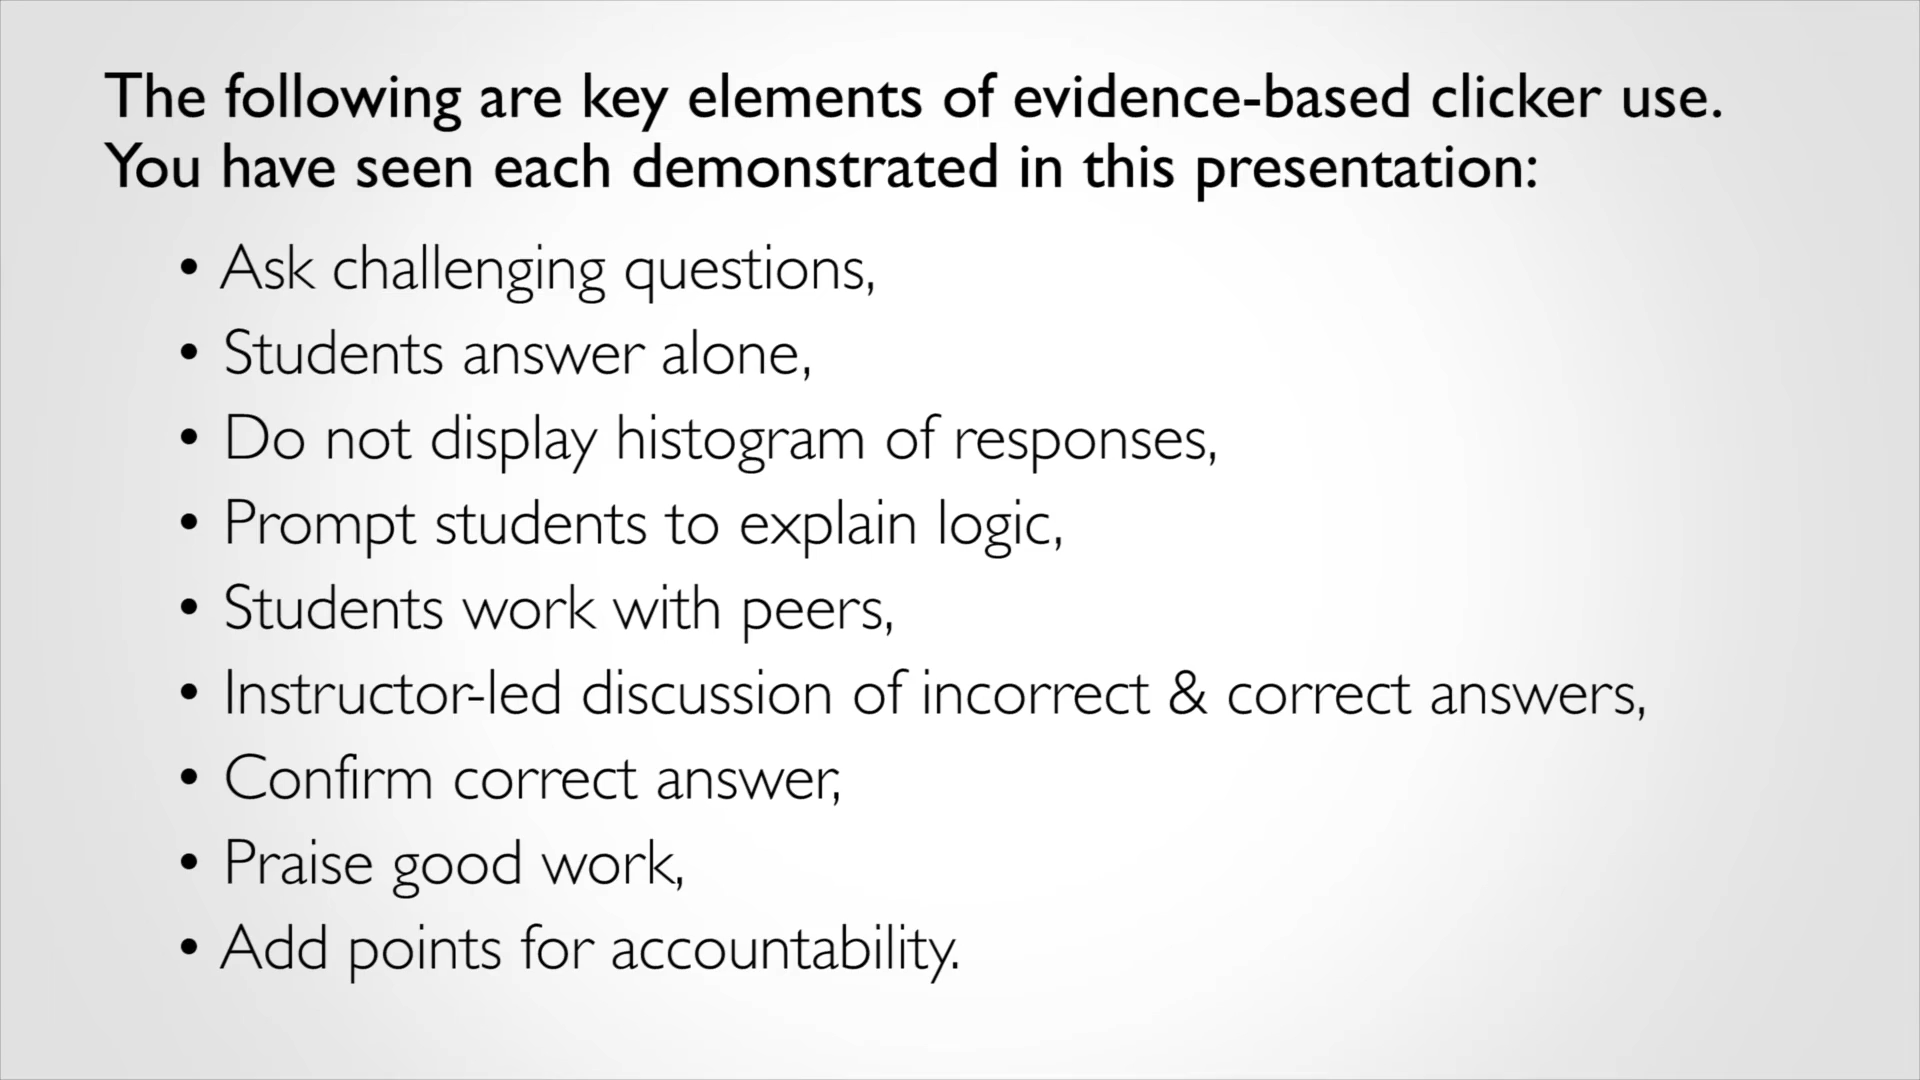 The following are key elements of evidence-based clicker use.
You have seen each demonstrated in this presentation:
• Ask challenging questions,
• Students answer alone,
• Do not display histogram of responses,
• Prompt students to explain logic,
• Students work with peers,
• Instructor-led discussion of incorrect & correct answers,
• Confirm correct answer,
• Praise good work,
• Add points for accountability.